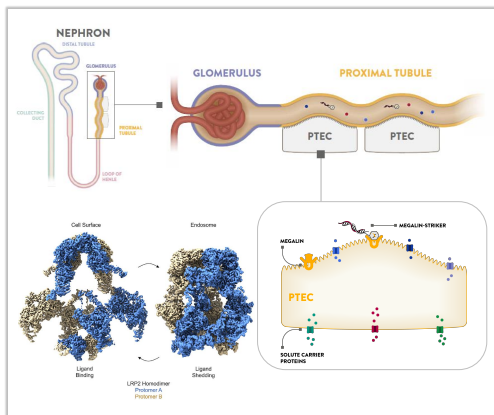 NEPHRON
DISTAL TUBULE
GLOMERULUS
COLLECTING
DUCT
PROXIMAL
TUBULE
LOOP OF
HENLE
GLOMERULUS
PROXIMAL TUBULE
PTEC
PTEC
Cell Surface
Endosome
Ligand
Binding
Ligand
Shedding
LRP2 Homodimer
Protomer A
Protomer B
MEGALIN-STRIKER
MEGALIN
PTEC
SOLUTE CARRIER
PROTEINS